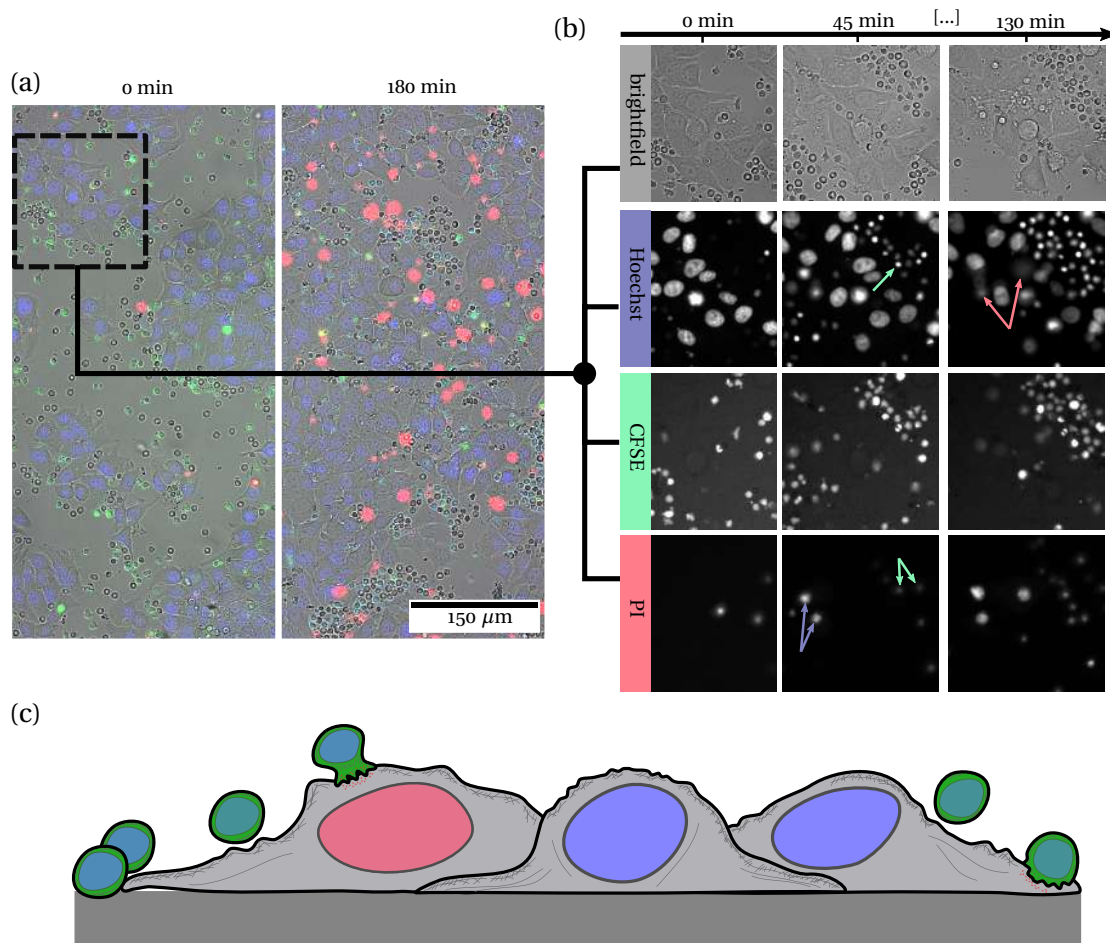 (a)
0 min
180 min
150 µm
(b)
0 min
45 min
[...]
130 min
brightfield
Hoechst
CFSE
PI
(c)